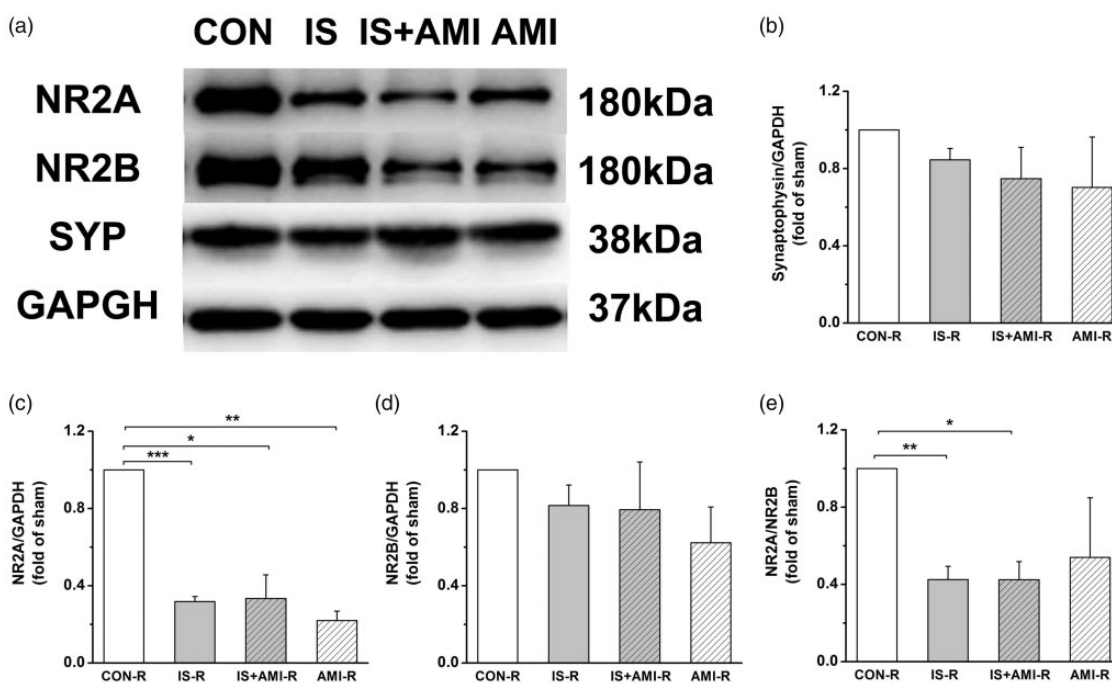 (a)
CON IS IS+AMI AMI
NR2A 180kDa
NR2B 180kDa
SYP 38kDa
GAPGH 37kDa
(b)
Synaptophysin/GAPDH
(fold of sham)
1.2
0.8
0.4
0.0
CON-R IS-R IS+AMI-R AMI-R
(c)
NR2A/GAPDH
(fold of sham)
1.2
0.8
0.4
0.0
**
*
***
CON-R IS-R IS+AMI-R AMI-R
(d)
NR2B/GAPDH
(fold of sham)
1.2
0.8
0.4
0.0
CON-R IS-R IS+AMI-R AMI-R
(e)
NR2A/NR2B
(fold of sham)
1.2
0.8
0.4
0.0
*
**
CON-R IS-R IS+AMI-R AMI-R